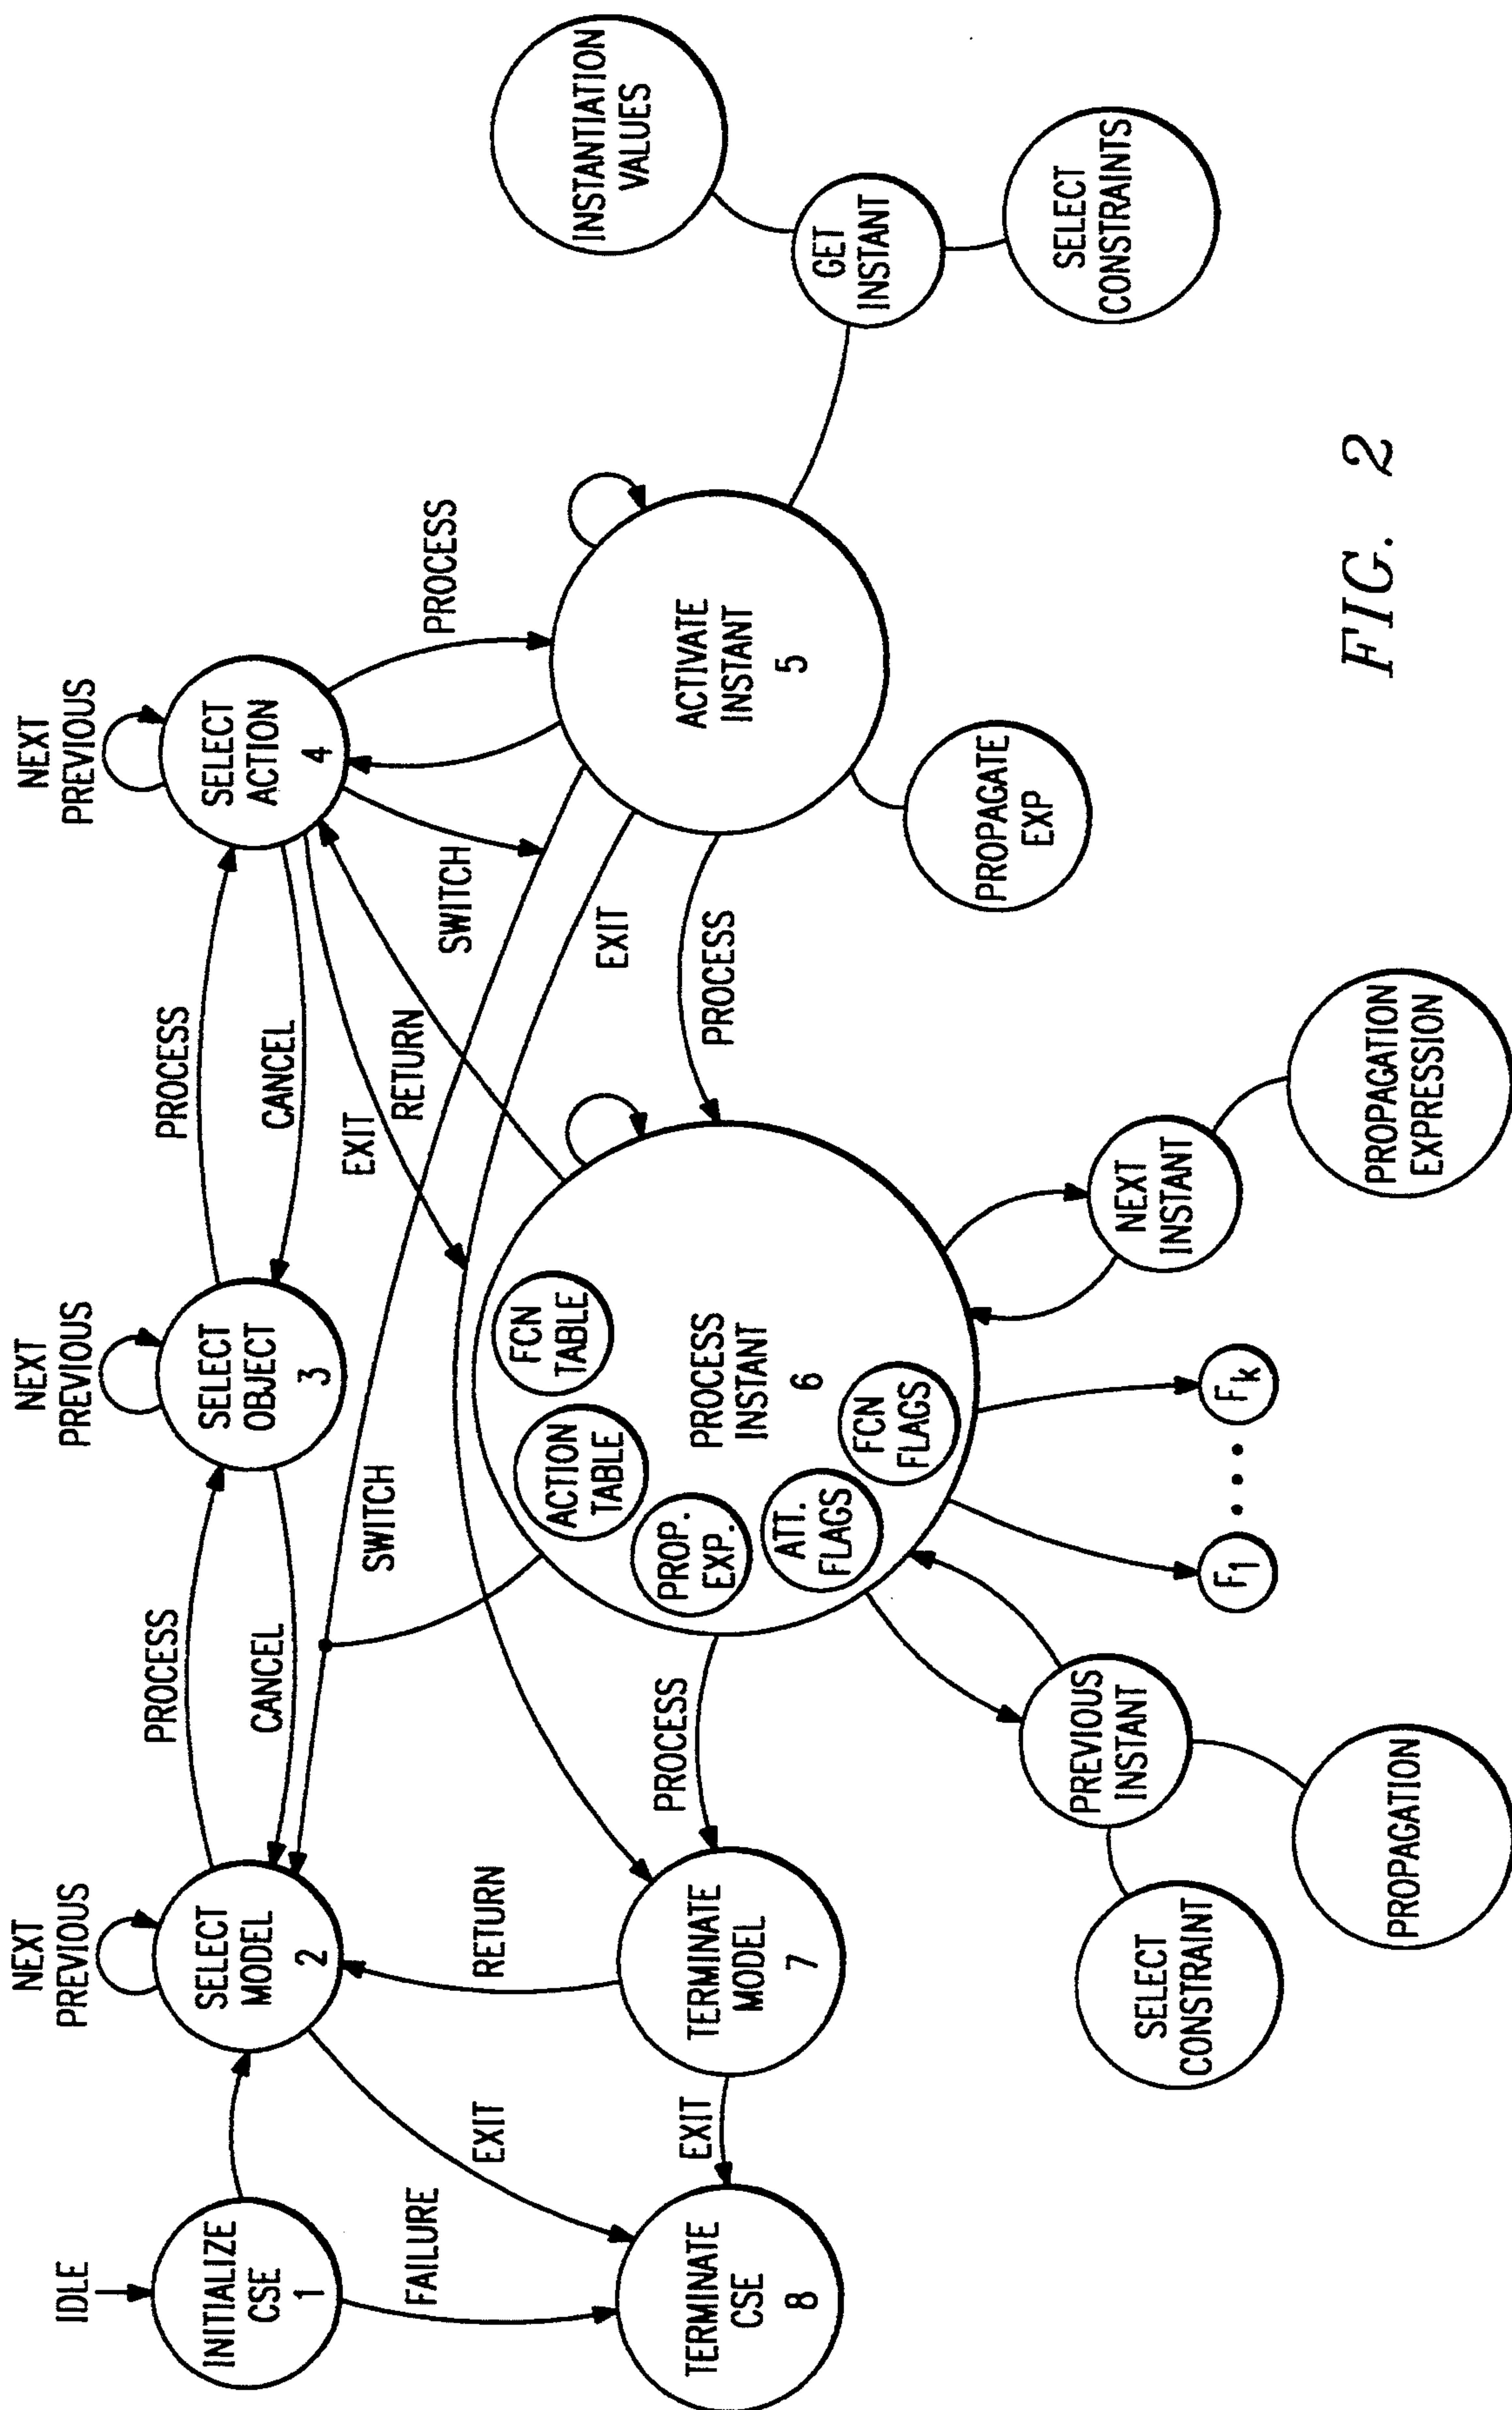 IDLE
INITIALIZE
CSE
1
FAILURE
TERMINATE
CSE
8
EXIT
EXIT
NEXT
PREVIOUS
SELECT
MODEL
2
RETURN
TERMINATE
MODEL
7
PROCESS
CANCEL
SWITCH
PROCESS
NEXT
PREVIOUS
SELECT
OBJECT
3
PROCESS
CANCEL
EXIT
RETURN
NEXT
PREVIOUS
SELECT
ACTION
4
SWITCH
EXIT
PROCESS
PROCESS
ACTIVATE
INSTANT
5
PROPAGATE
EXP
GET
INSTANT
INSTANTIATION
VALUES
SELECT
CONSTRAINTS
FCN
TABLE
ACTION
TABLE
PROP.
EXP.
ATT.
FLAGS
FCN
FLAGS
PROCESS
INSTANT
6
PREVIOUS
INSTANT
SELECT
CONSTRAINT
PROPAGATION
F1
• • • •
Fk
NEXT
INSTANT
PROPAGATION
EXPRESSION
FIG. 2